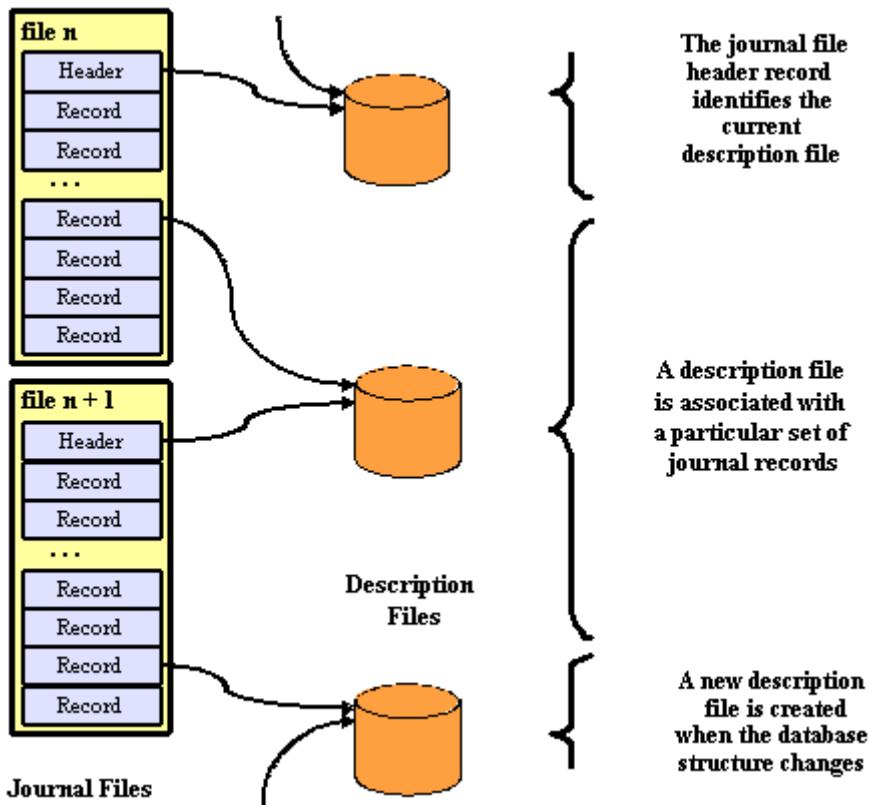 file n
Header
Record
Record
...
Record
Record
Record
Record
file n + 1
Header
Record
Record
...
Record
Record
Record
Record
Journal Files
Description
Files
The journal file
header record
identifies the
current
description file
A description file
is associated with
a particular set of
journal records
A new description
file is created
when the database
structure changes